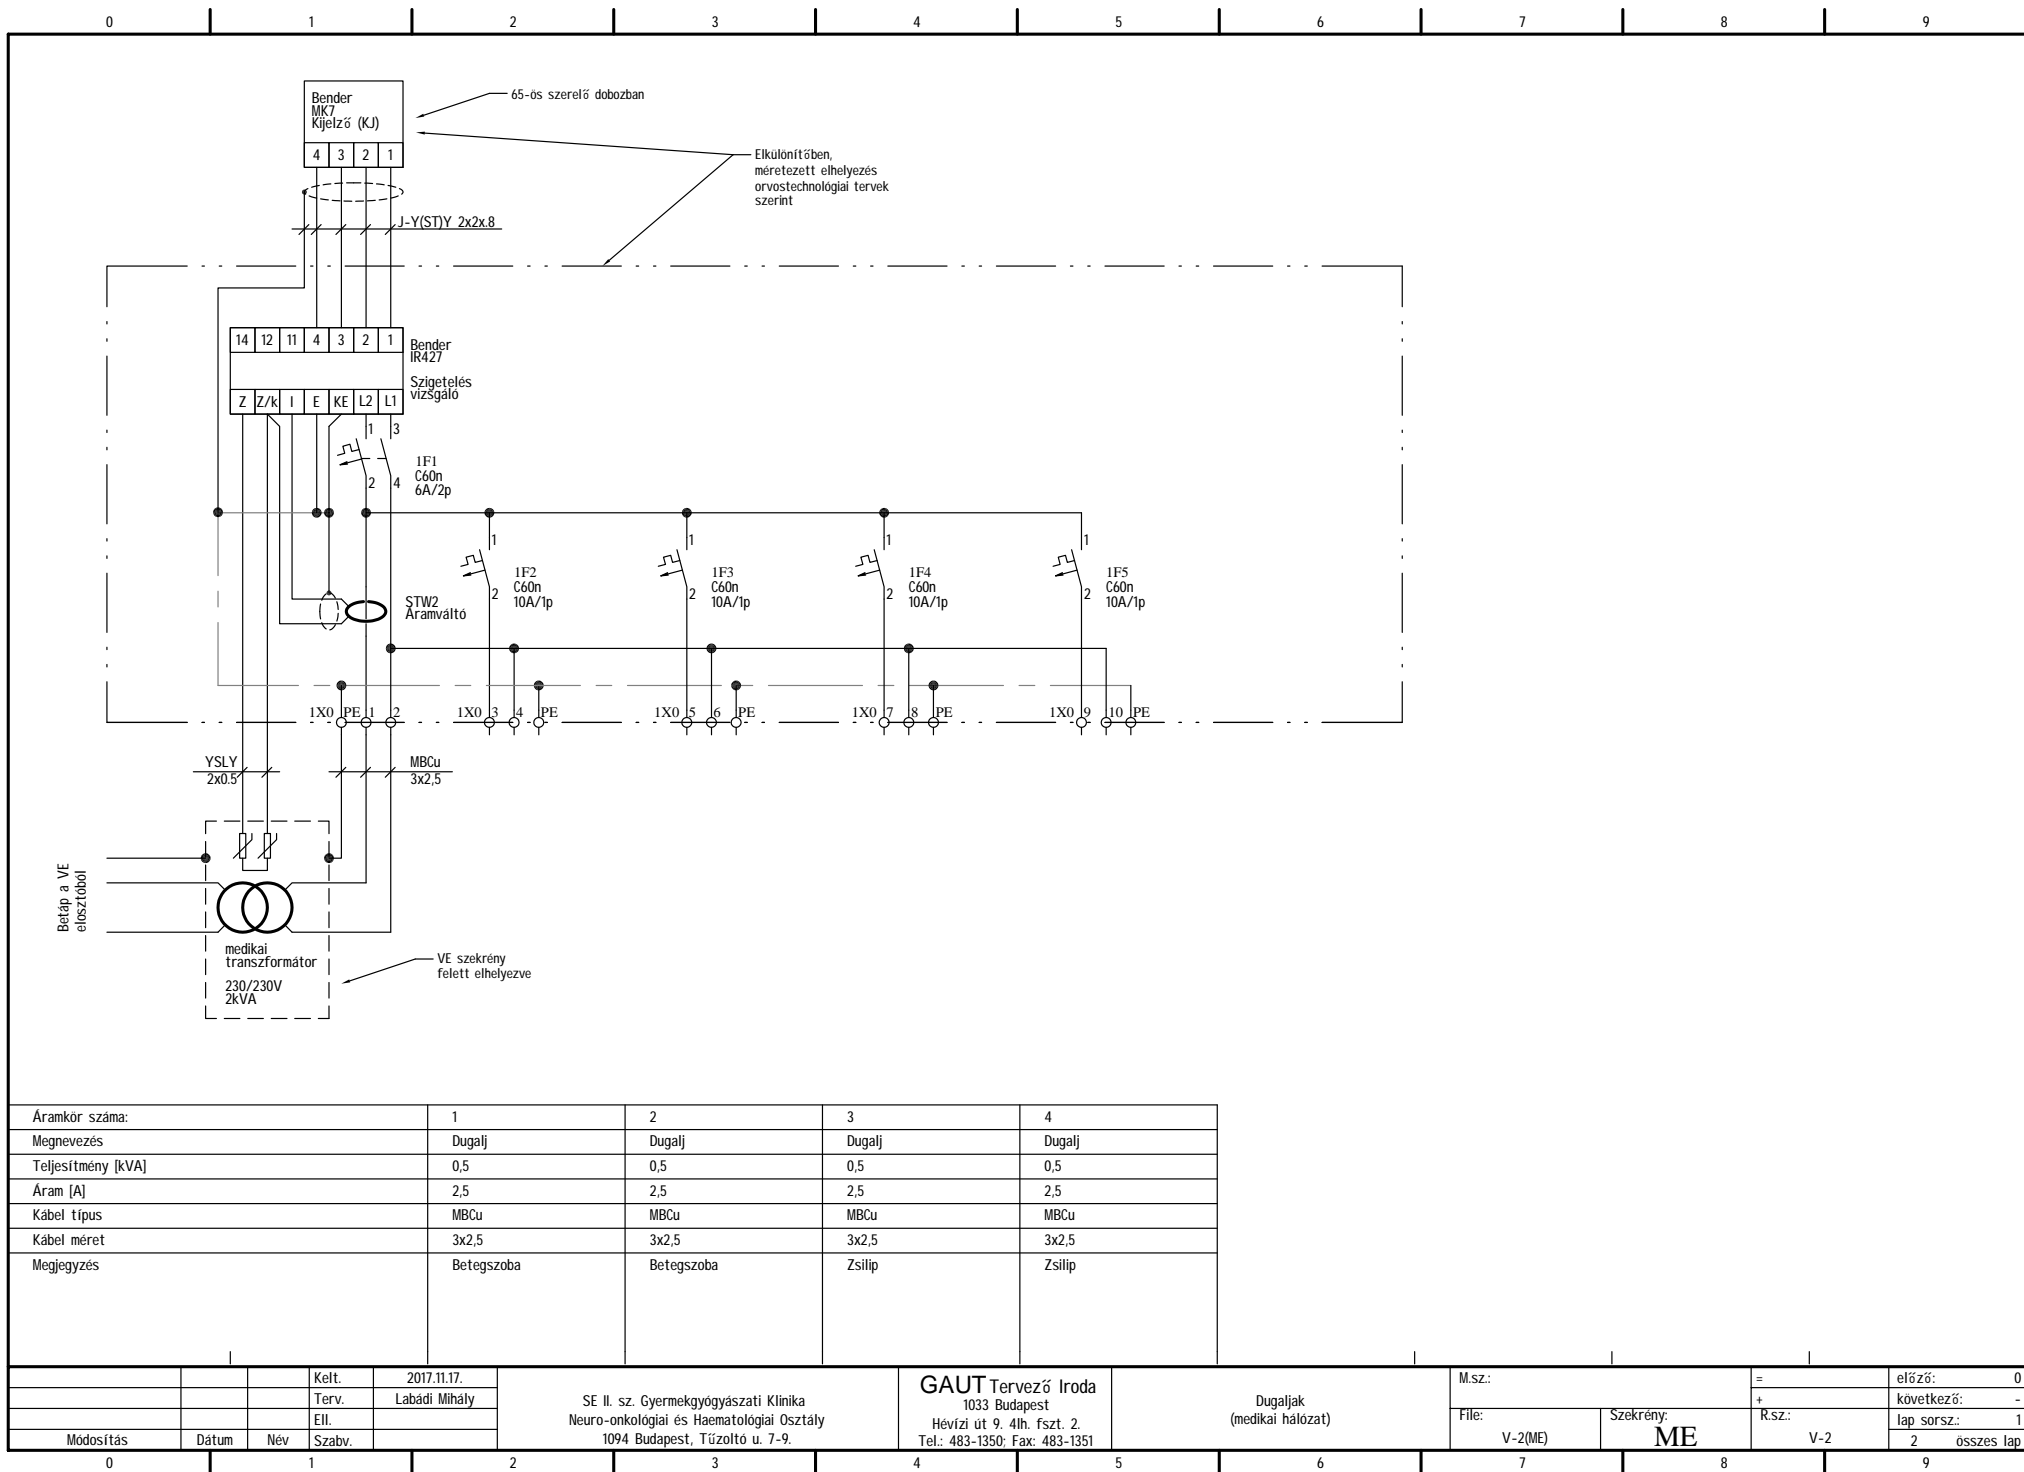 0 1 2 3 4 5 6 7 8 9
Bender
MK7
Kijelző (KJ)
4 3 2 1
65-ös szerelő dobozban
Elkülönítőben,
méretezett elhelyezés
orvostechnológiai tervek
szerint
J-Y(ST)Y 2x2x.8
14 12 11 4 3 2 1
Bender
IR427
Szigetelés
vizsgáló
Z Z/k I E KE L2 L1
1 3
1F1
C60n
6A/2p
2 4
1
1F2
C60n
10A/1p
2
1
1F3
C60n
10A/1p
2
1
1F4
C60n
10A/1p
2
1
1F5
C60n
10A/1p
2
STW2
Áramváltó
1X0 PE 1 2
1X0 3 4 PE
1X0 5 6 PE
1X0 7 8 PE
1X0 9 10 PE
YSLY
2x0.5
MBCu
3x2,5
Betáp a VE
elosztóból
medikai
transzformátor
230/230V
2kVA
VE szekrény
felett elhelyezve
Áramkör száma: 1 2 3 4
Megnevezés Dugalj Dugalj Dugalj Dugalj
Teljesítmény [kVA] 0,5 0,5 0,5 0,5
Áram [A] 2,5 2,5 2,5 2,5
Kábel típus MBCu MBCu MBCu MBCu
Kábel méret 3x2,5 3x2,5 3x2,5 3x2,5
Megjegyzés Betegszoba Betegszoba Zsilip Zsilip
Módosítás Dátum Név
Kelt. 2017.11.17.
Terv. Labádi Mihály
Ell.
Szabv.
SE II. sz. Gyermekgyógyászati Klinika
Neuro-onkológiai és Haematológiai Osztály
1094 Budapest, Tűzoltó u. 7-9.
GAUT Tervező Iroda
1033 Budapest
Hévízi út 9. 4lh. fszt. 2.
Tel.: 483-1350; Fax: 483-1351
Dugaljak
(medikai hálózat)
M.sz.:
File:
V-2(ME)
Szekrény:
ME
=
+
R.sz.:
V-2
előző: 0
következő: -
lap sorsz.: 1
2 összes lap
0 1 2 3 4 5 6 7 8 9